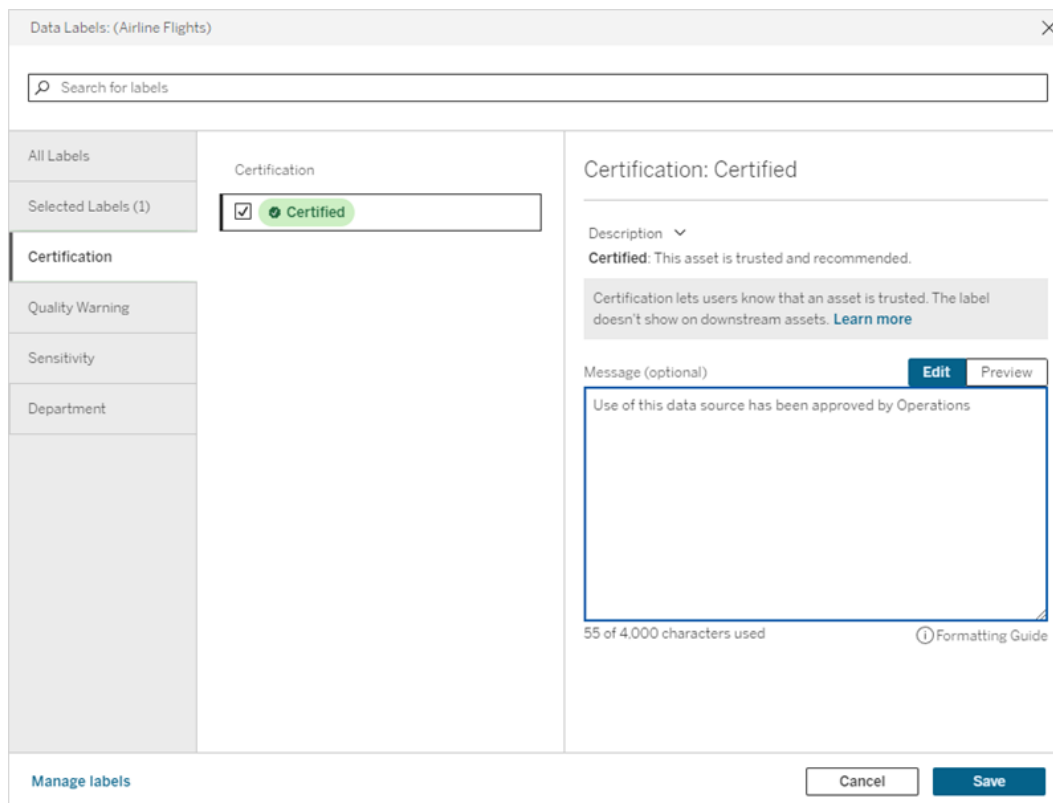 Data Labels: (Airline Flights)
Search for labels
All Labels
Selected Labels (1)
Certification
Quality Warning
Sensitivity
Department
Certification
Certified
Certification: Certified
Description
Certified: This asset is trusted and recommended.
Certification lets users know that an asset is trusted. The label
doesn't show on downstream assets. Learn more
Message (optional)
Edit
Preview
Use of this data source has been approved by Operations
55 of 4,000 characters used
Formatting Guide
Manage labels
Cancel
Save